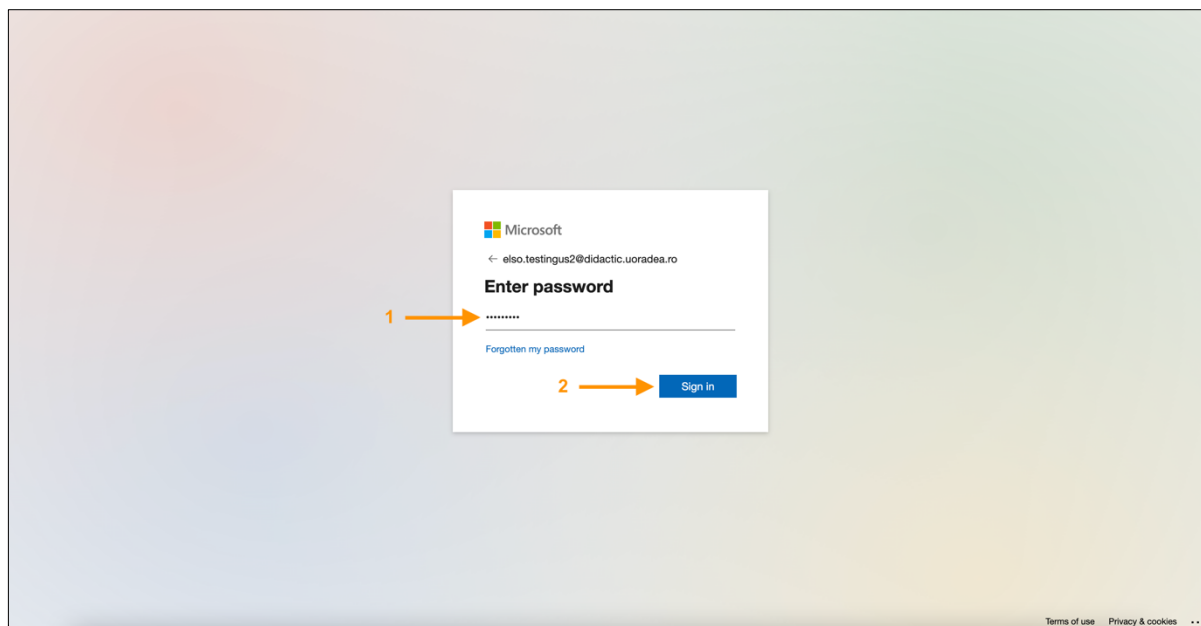 Microsoft
← elso.testingus2@didactic.uoradea.ro
Enter password
1
•••••••••
Forgotten my password
2
Sign in
Terms of use Privacy & cookies